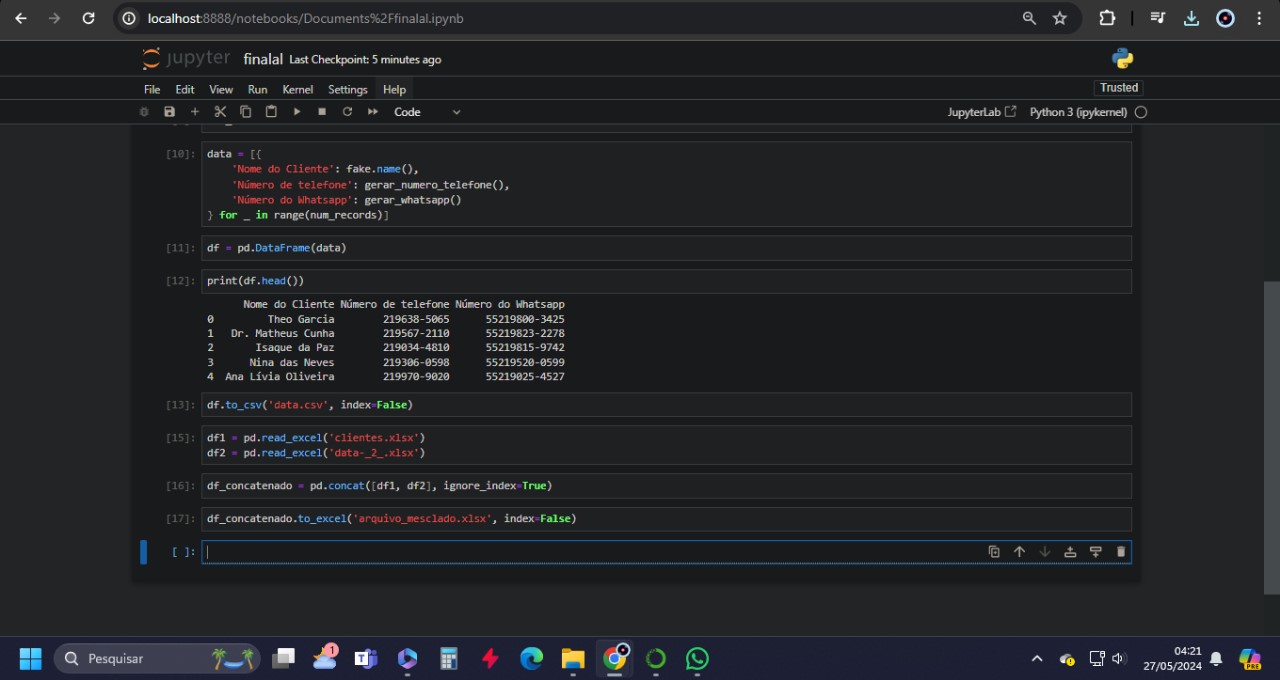 localhost:8888/notebooks/Documents%2Ffinalal.ipynb
jupyter finalal Last Checkpoint: 5 minutes ago
File Edit View Run Kernel Settings Help Trusted
Code JupyterLab Python 3 (ipykernel)
[10]: data = [{
'Nome do Cliente': fake.name(),
'Número de telefone': gerar_numero_telefone(),
'Número do Whatsapp': gerar_whatsapp()
} for _ in range(num_records)]
[11]: df = pd.DataFrame(data)
[12]: print(df.head())
Nome do Cliente Número de telefone Número do Whatsapp
0 Theo Garcia 219638-5065 55219800-3425
1 Dr. Matheus Cunha 219567-2110 55219823-2278
2 Isaque da Paz 219034-4810 55219815-9742
3 Nina das Neves 219306-0598 55219520-0599
4 Ana Lívia Oliveira 219970-9020 55219025-4527
[13]: df.to_csv('data.csv', index=False)
[15]: df1 = pd.read_excel('clientes.xlsx')
df2 = pd.read_excel('data-_2_.xlsx')
[16]: df_concatenado = pd.concat([df1, df2], ignore_index=True)
[17]: df_concatenado.to_excel('arquivo_mesclado.xlsx', index=False)
[ ]:
Pesquisar 1 04:21
27/05/2024
PRE